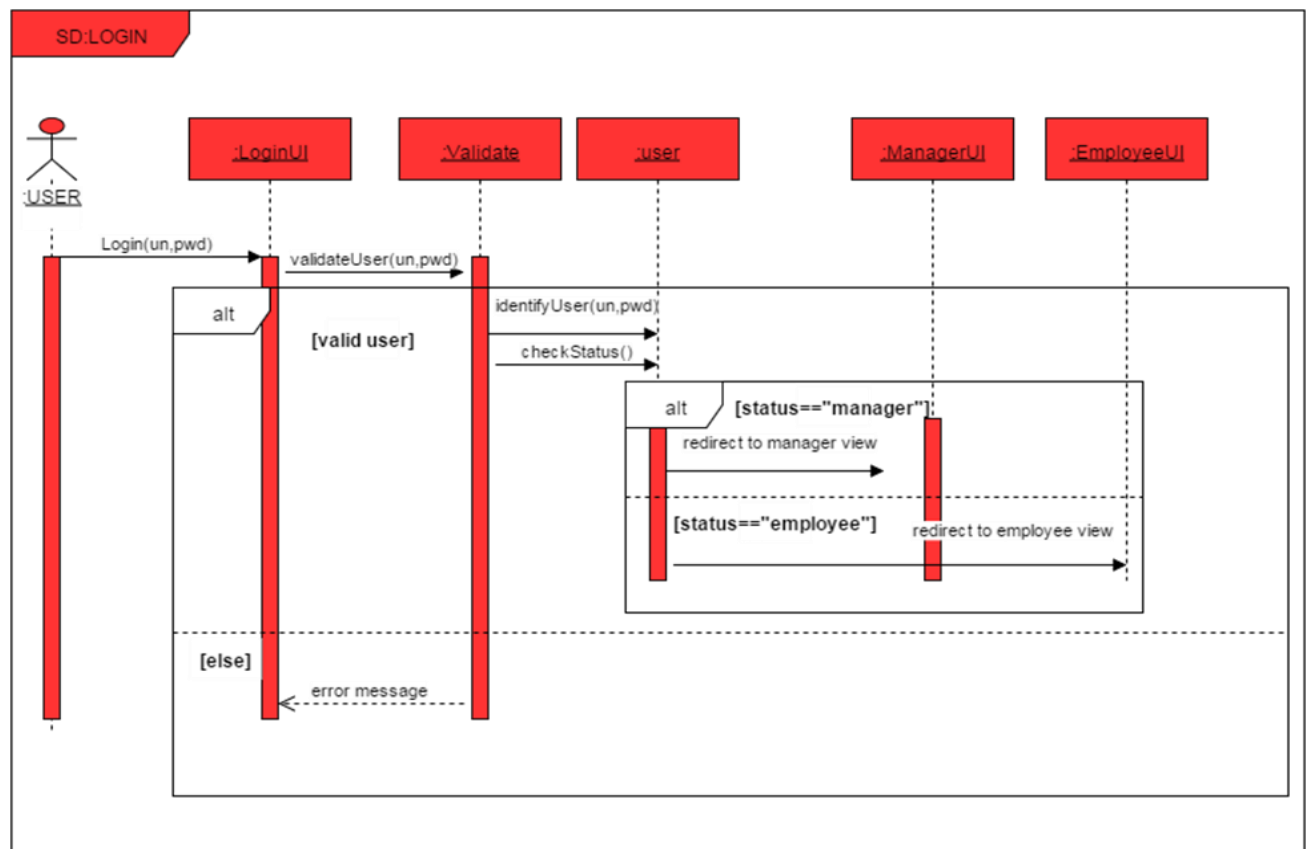 SD:LOGIN
:USER
:LoginUI
:Validate
:user
:ManagerUI
:EmployeeUI
Login(un,pwd)
validateUser(un,pwd)
alt
[valid user]
identifyUser(un,pwd)
checkStatus()
alt
[status=="manager"]
redirect to manager view
[status=="employee"]
redirect to employee view
[else]
error message